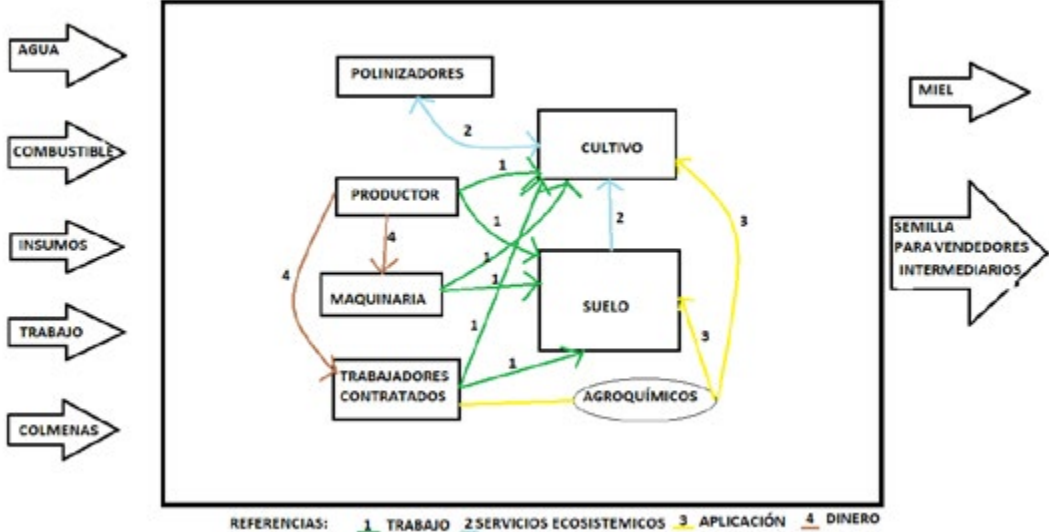 AGUA
COMBUSTIBLE
INSUMOS
TRABAJO
COLMENAS
POLINIZADORES
2
CULTIVO
1
PRODUCTOR
1
2
3
4
4
1
1
MAQUINARIA
SUELO
1
3
1
TRABAJADORES
CONTRATADOS
AGROQUÍMICOS
MIEL
SEMILLA
PARA VENDEDORES
INTERMEDIARIOS
REFERENCIAS: 1 TRABAJO 2 SERVICIOS ECOSISTEMICOS 3 APLICACIÓN 4 DINERO